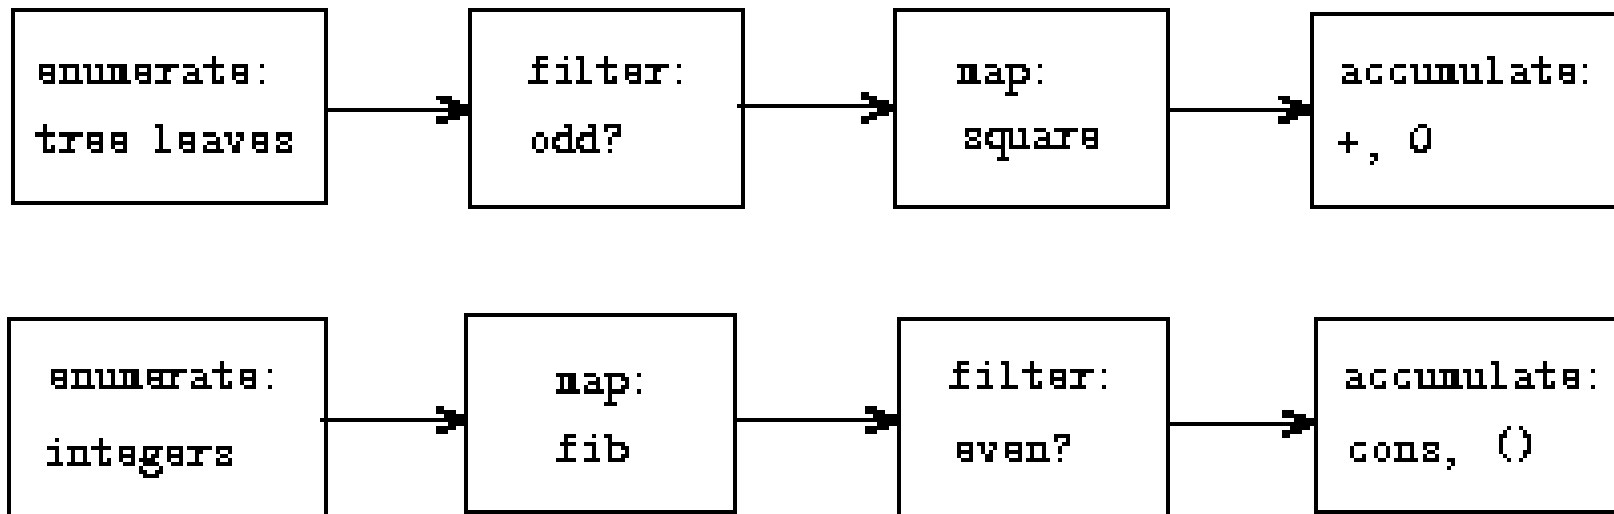 enumerate:
tree leaves
filter:
odd?
map:
square
accumulate:
+, 0
enumerate:
integers
map:
fib
filter:
even?
accumulate:
cons, ()